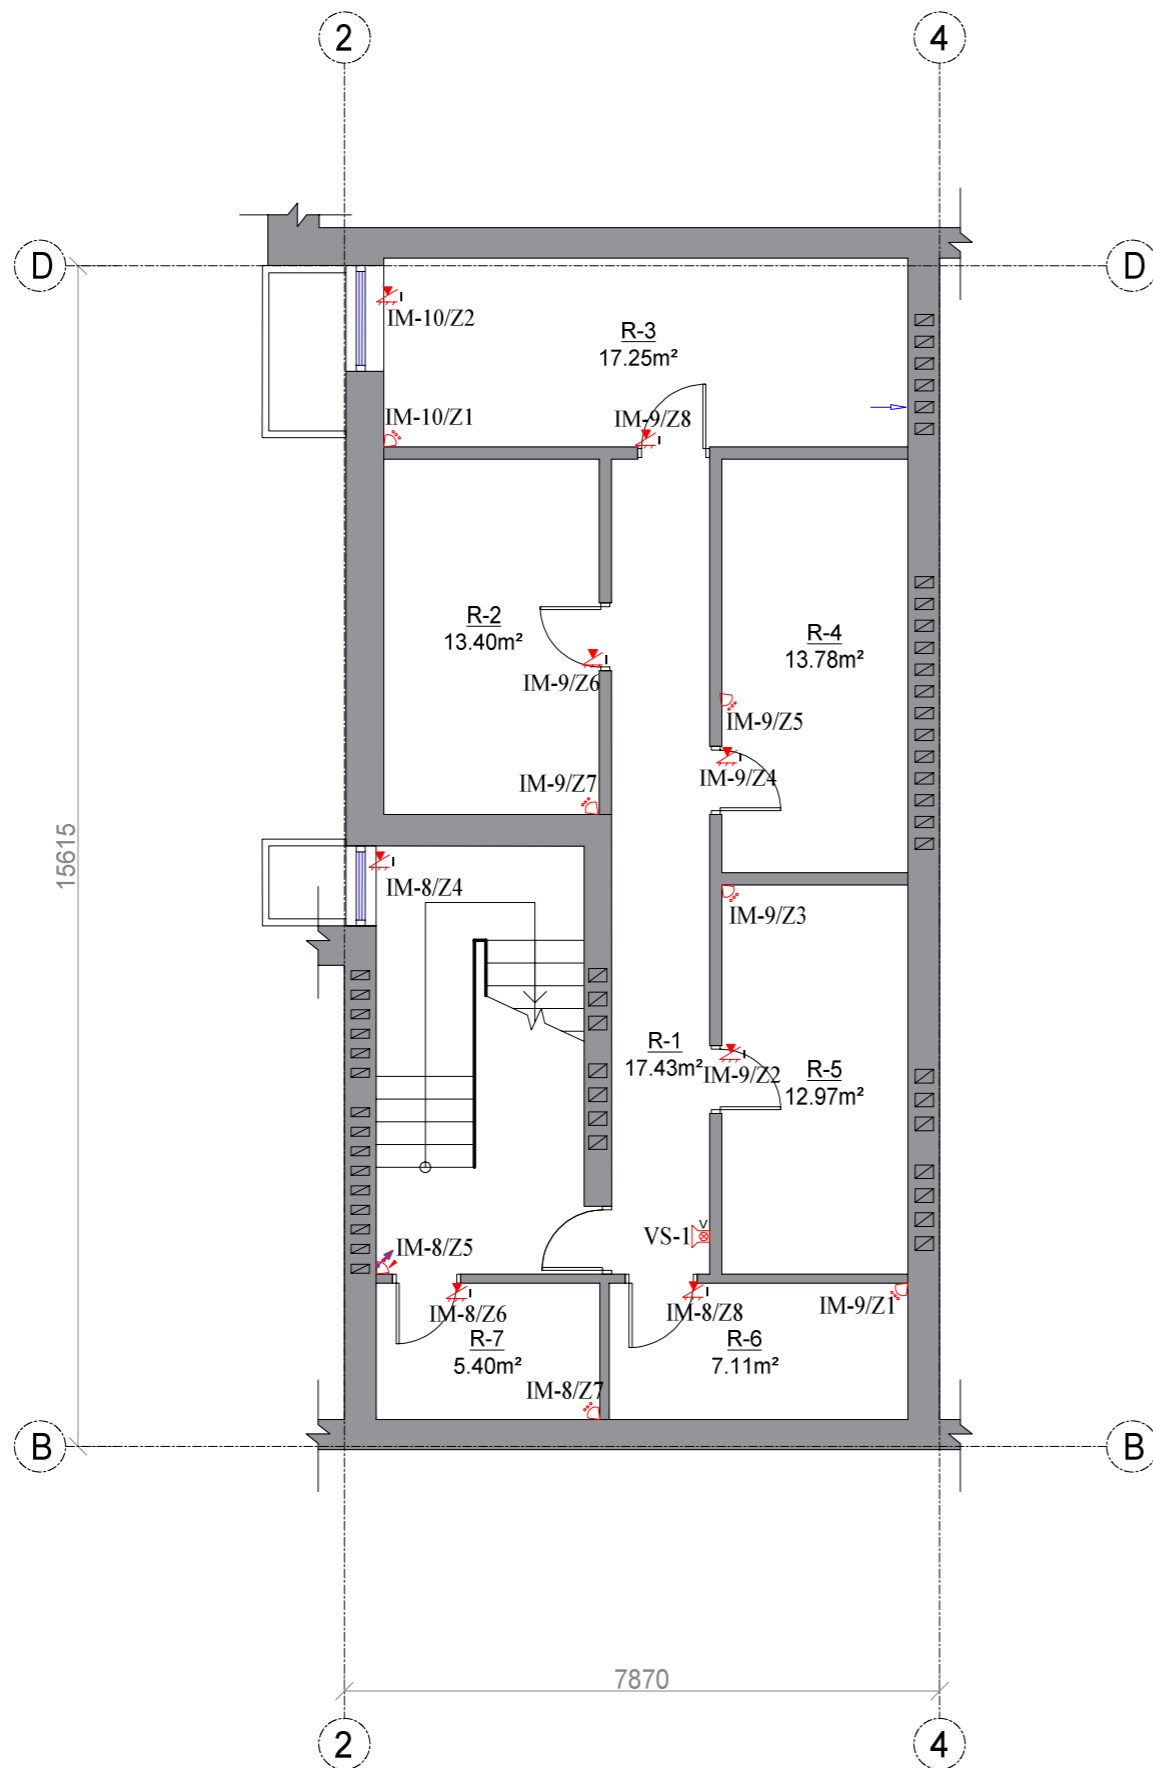 2
4
D
D
IM-10/Z2
R-3
17.25m²
IM-10/Z1
IM-9/Z8
R-2
13.40m²
R-4
13.78m²
IM-9/Z6
IM-9/Z5
IM-9/Z4
IM-9/Z7
15615
IM-8/Z4
IM-9/Z3
R-1
17.43m²
IM-9/Z2
R-5
12.97m²
V
VS-1
IM-8/Z5
IM-8/Z6
IM-8/Z8
IM-9/Z1
R-7
5.40m²
R-6
7.11m²
IM-8/Z7
B
B
7870
2
4